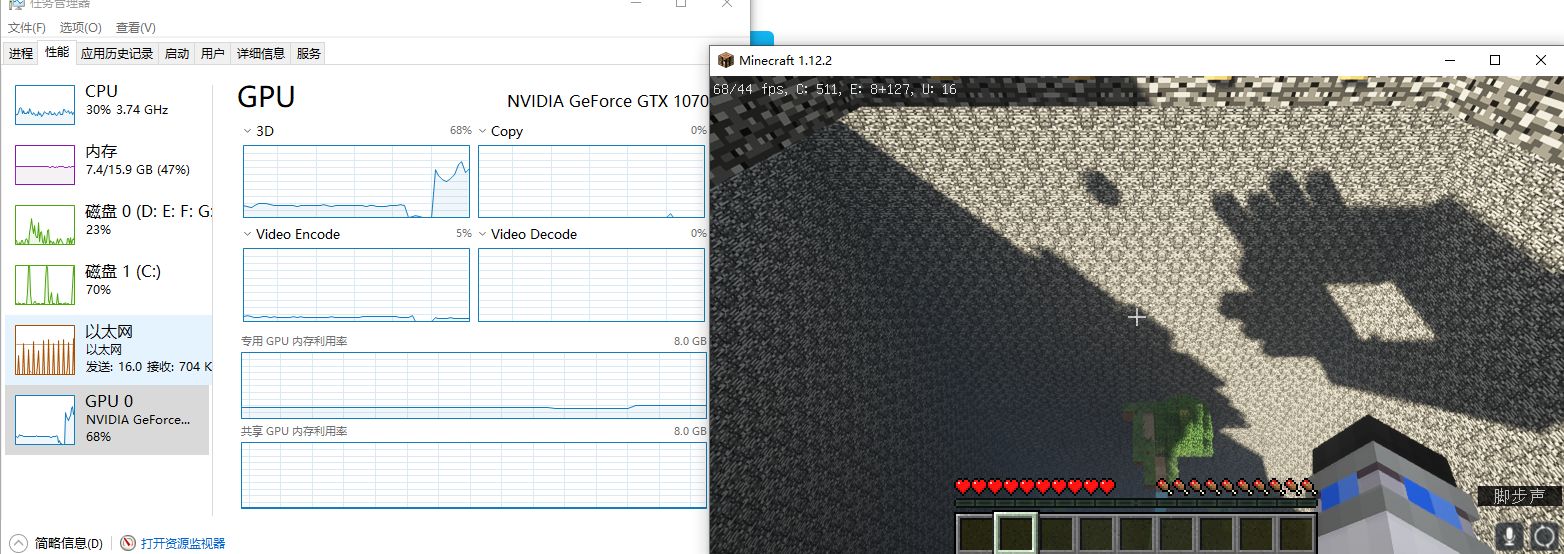 任务管理器
文件(F) 选项(O) 查看(V)
进程 性能 应用历史记录 启动 用户 详细信息 服务
CPU
30% 3.74 GHz
内存
7.4/15.9 GB (47%)
磁盘 0 (D: E: F: G:
23%
磁盘 1 (C:)
70%
以太网
以太网
发送: 16.0 接收: 704 K
GPU 0
NVIDIA GeForce...
68%
GPU
NVIDIA GeForce GTX 1070
3D 68%
Copy 0%
Video Encode 5%
Video Decode 0%
专用 GPU 内存利用率 8.0 GB
共享 GPU 内存利用率 8.0 GB
简略信息(D) 打开资源监视器
Minecraft 1.12.2
68/44 fps, C: 511, E: 8+127, U: 16
脚步声